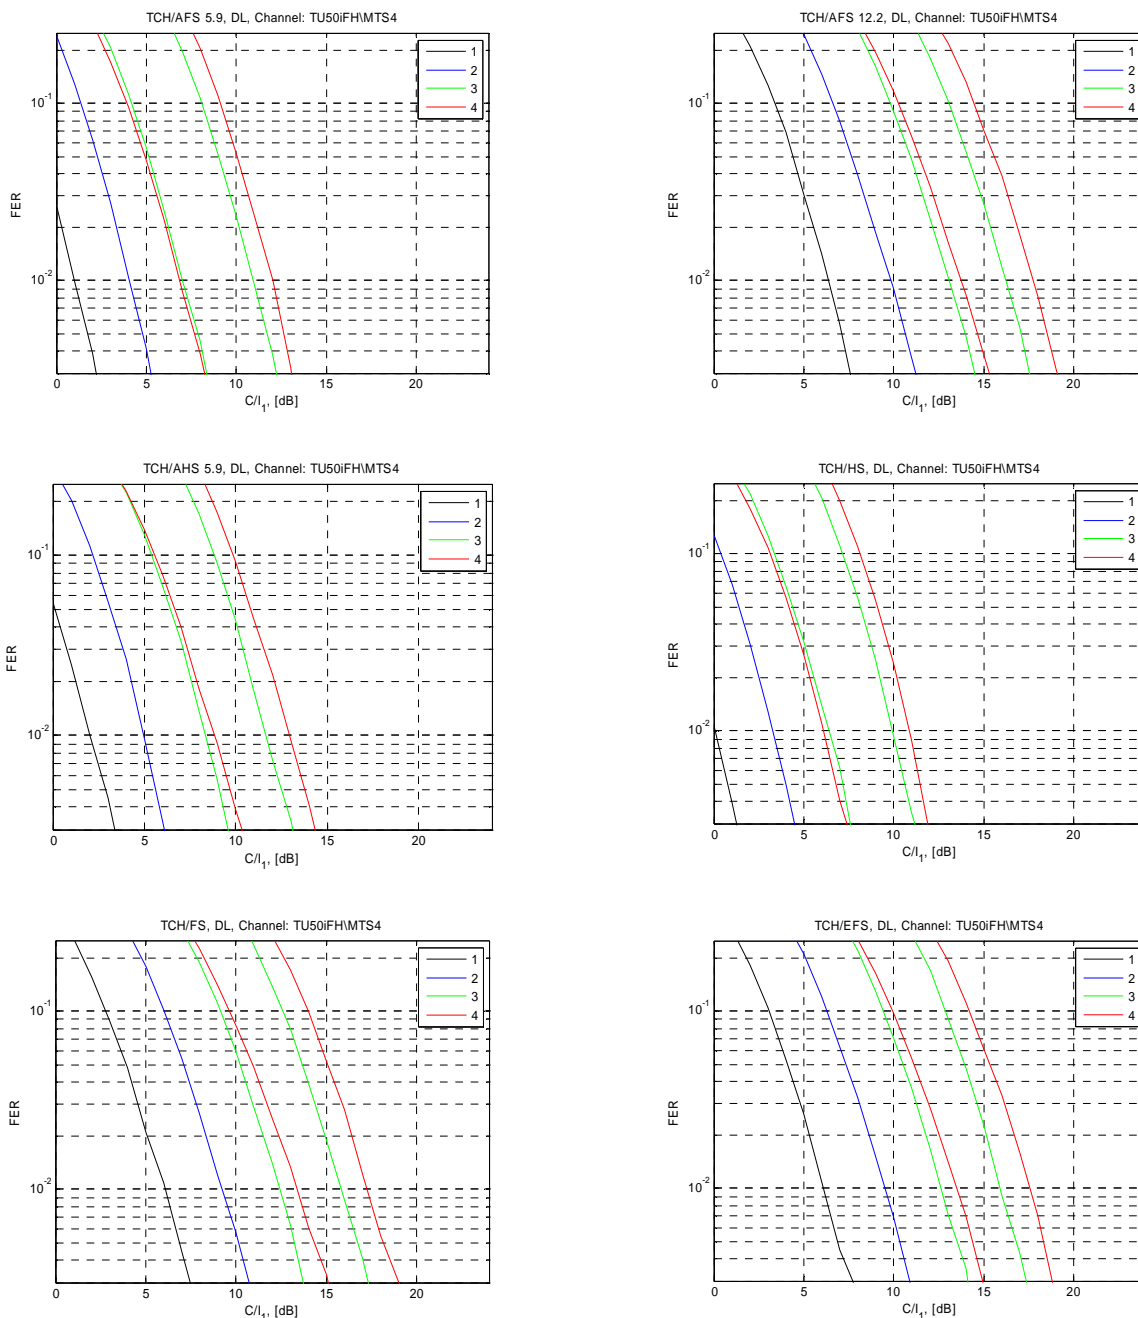 TCH/AFS 5.9, DL, Channel: TU50iFH\MTS4
FER
10^-1
10^-2
0 5 10 15 20
C/I_1, [dB]
1
2
3
4
TCH/AFS 12.2, DL, Channel: TU50iFH\MTS4
FER
10^-1
10^-2
0 5 10 15 20
C/I_1, [dB]
1
2
3
4
TCH/AHS 5.9, DL, Channel: TU50iFH\MTS4
FER
10^-1
10^-2
0 5 10 15 20
C/I_1, [dB]
1
2
3
4
TCH/HS, DL, Channel: TU50iFH\MTS4
FER
10^-1
10^-2
0 5 10 15 20
C/I_1, [dB]
1
2
3
4
TCH/FS, DL, Channel: TU50iFH\MTS4
FER
10^-1
10^-2
0 5 10 15 20
C/I_1, [dB]
1
2
3
4
TCH/EFS, DL, Channel: TU50iFH\MTS4
FER
10^-1
10^-2
0 5 10 15 20
C/I_1, [dB]
1
2
3
4